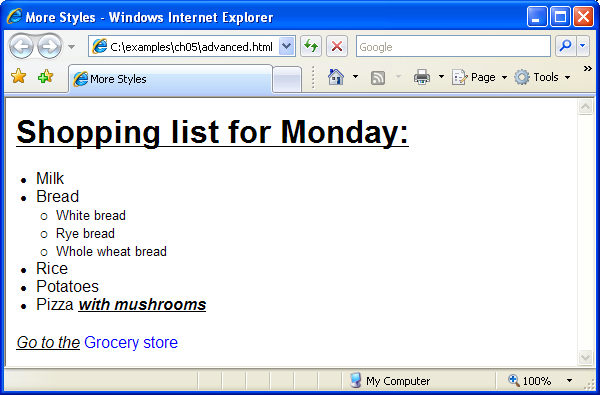 More Styles - Windows Internet Explorer
C:\examples\ch05\advanced.html
Google
More Styles
Page
Tools
Shopping list for Monday:
Milk
Bread
White bread
Rye bread
Whole wheat bread
Rice
Potatoes
Pizza with mushrooms
Go to the Grocery store
My Computer
100%